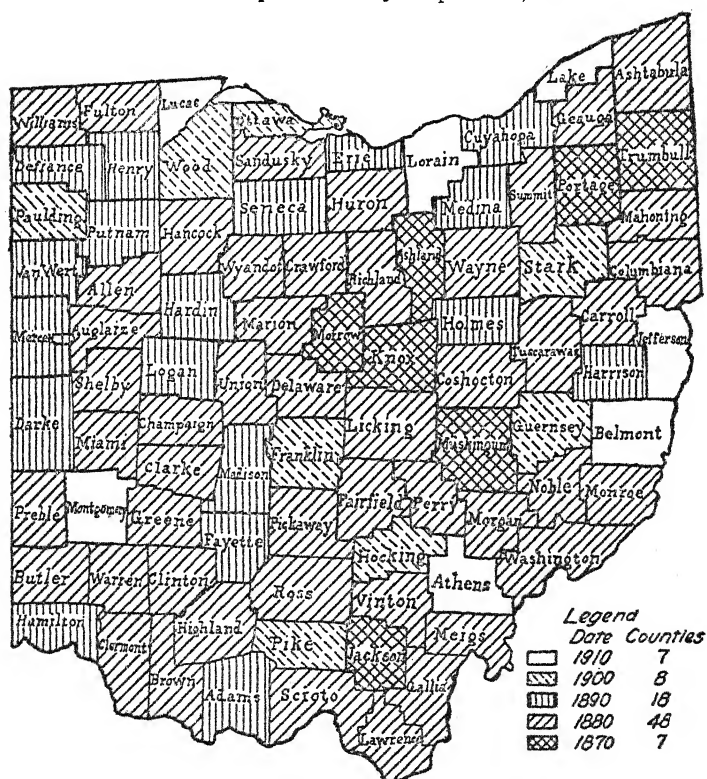 Lake
Ashtabula
Lucas
Williams
Fulton
Ottawa
Geauga
Cuyahoga
Sandusky
Erie
Lorain
Trumbull
Defiance
Henry
Wood
Portage
Seneca
Huron
Medina
Summit
Paulding
Mahoning
Putnam
Hancock
Ashland
Stark
Van Wert
Wyandot
Crawford
Richland
Wayne
Columbiana
Allen
Hardin
Carroll
Marion
Holmes
Mercer
Auglaize
Morrow
Jefferson
Knox
Tuscarawas
Logan
Harrison
Shelby
Union
Delaware
Coshocton
Darke
Champaign
Licking
Guernsey
Belmont
Miami
Muskingum
Clarke
Madison
Franklin
Noble
Monroe
Preble
Montgomery
Greene
Fairfield
Perry
Morgan
Pickaway
Fayette
Hocking
Washington
Butler
Warren
Clinton
Athens
Ross
Vinton
Hamilton
Highland
Meigs
Clermont
Pike
Jackson
Brown
Adams
Scioto
Gallia
Lawrence
Legend
Date Counties
1910 7
1900 8
1890 18
1880 48
1870 7